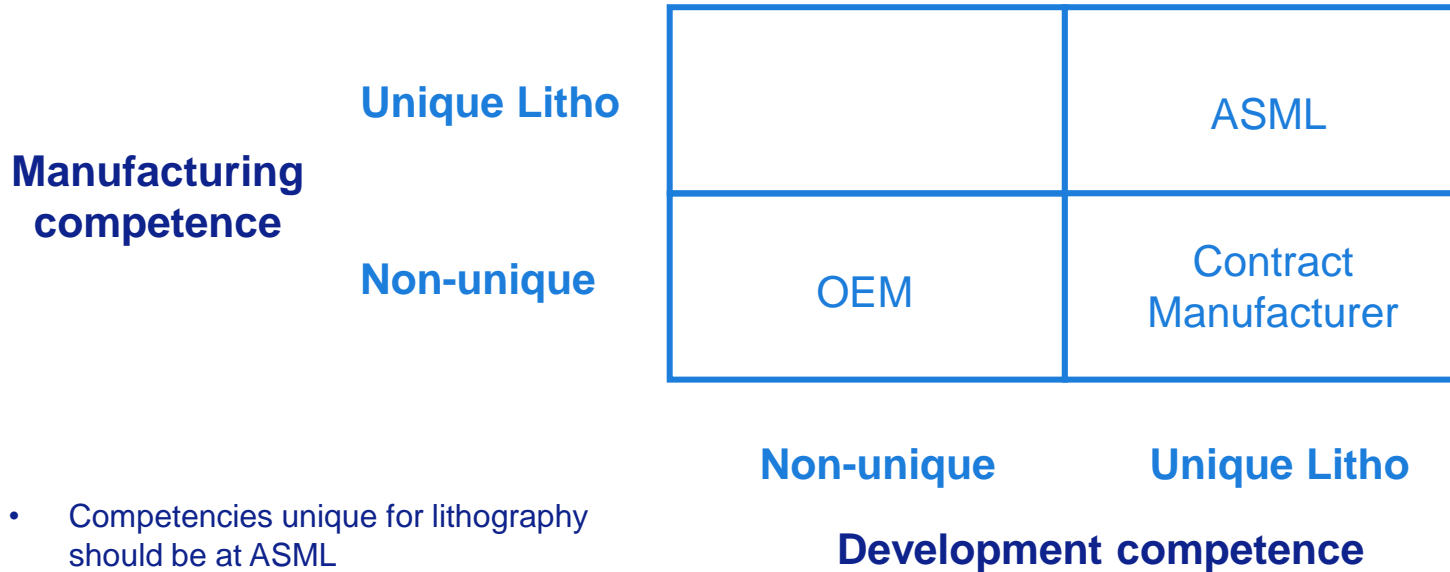 Unique Litho
ASML
Manufacturing
competence
Non-unique
OEM
Contract
Manufacturer
Non-unique
Unique Litho
• Competencies unique for lithography
should be at ASML
Development competence